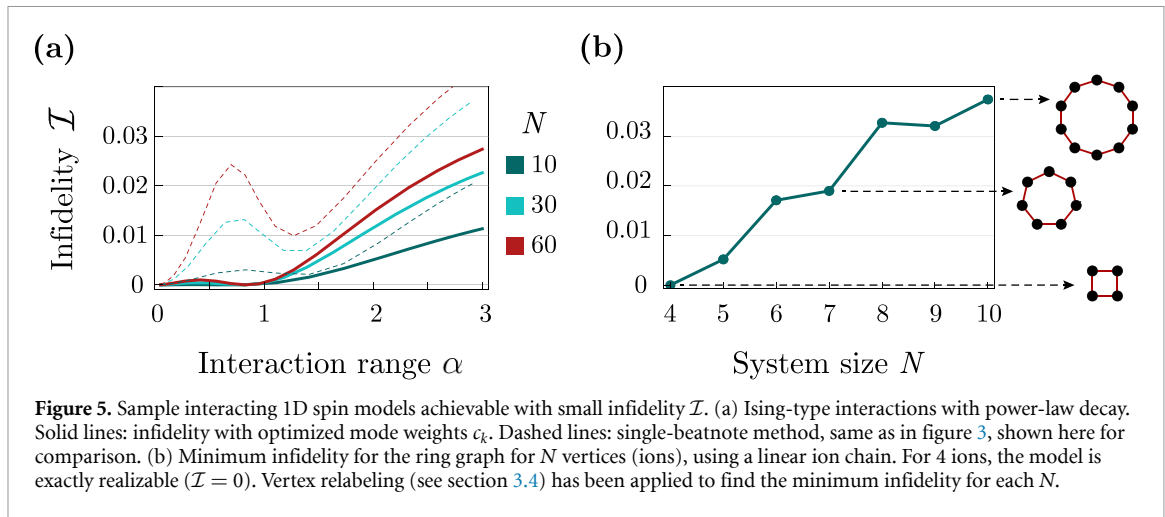 (a)
Infidelity 𝓘
0.03
0.02
0.01
0
0 1 2 3
Interaction range α
N
10
30
60
(b)
0.03
0.02
0.01
0
4 5 6 7 8 9 10
System size N
Figure 5. Sample interacting 1D spin models achievable with small infidelity 𝓘. (a) Ising-type interactions with power-law decay.
Solid lines: infidelity with optimized mode weights cₖ. Dashed lines: single-beatnote method, same as in figure 3, shown here for
comparison. (b) Minimum infidelity for the ring graph for N vertices (ions), using a linear ion chain. For 4 ions, the model is
exactly realizable (𝓘 = 0). Vertex relabeling (see section 3.4) has been applied to find the minimum infidelity for each N.